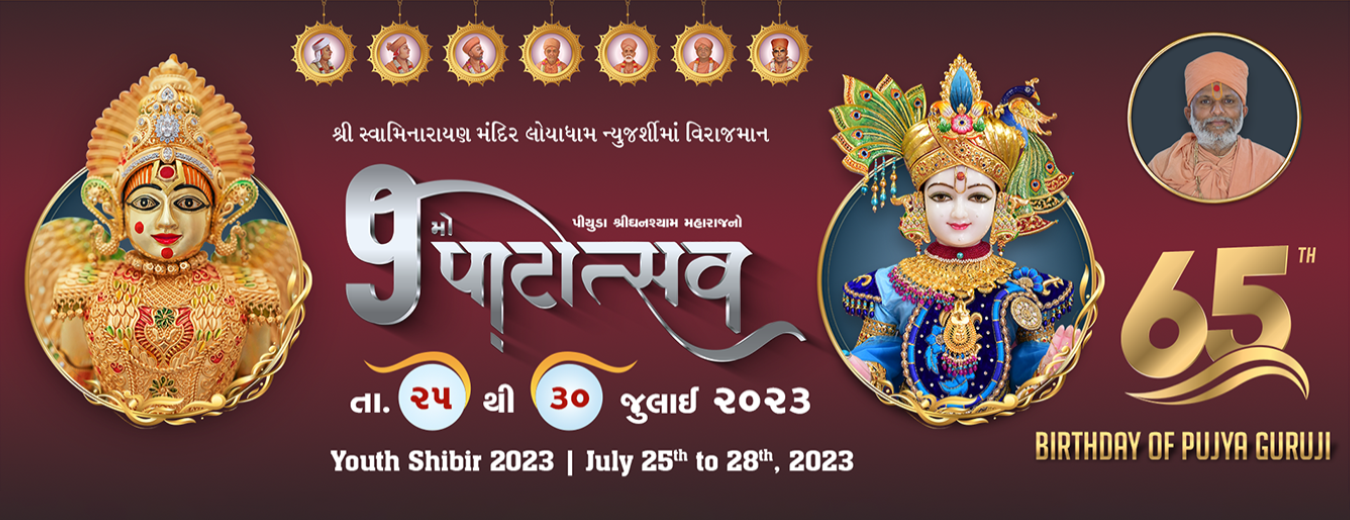 શ્રી સ્વામિનારાયણ મંદિર લોયાધામ ન્યુજર્શીમાં વિરાજમાન
પીયુડા શ્રીઘનશ્યામ મહારાજનો
9 મો પાટોત્સવ
તા. ૨૫ થી ૩૦ જુલાઈ ૨૦૨૩
Youth Shibir 2023 | July 25th to 28th, 2023
65TH
BIRTHDAY OF PUJYA GURUJI